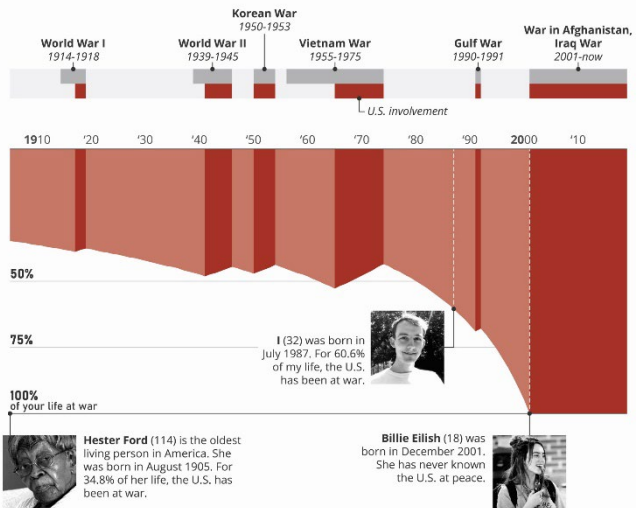 Korean War
1950-1953
War in Afghanistan,
Iraq War
2001-now
World War I
1914-1918
World War II
1939-1945
Vietnam War
1955-1975
Gulf War
1990-1991
U.S. involvement
1910 '20 '30 '40 '50 '60 '70 '80 '90 2000 '10
50%
I (32) was born in
July 1987. For 60.6%
of my life, the U.S.
has been at war.
75%
100%
of your life at war
Hester Ford (114) is the oldest
living person in America. She
was born in August 1905. For
34.8% of her life, the U.S. has
been at war.
Billie Eilish (18) was
born in December 2001.
She has never known
the U.S. at peace.